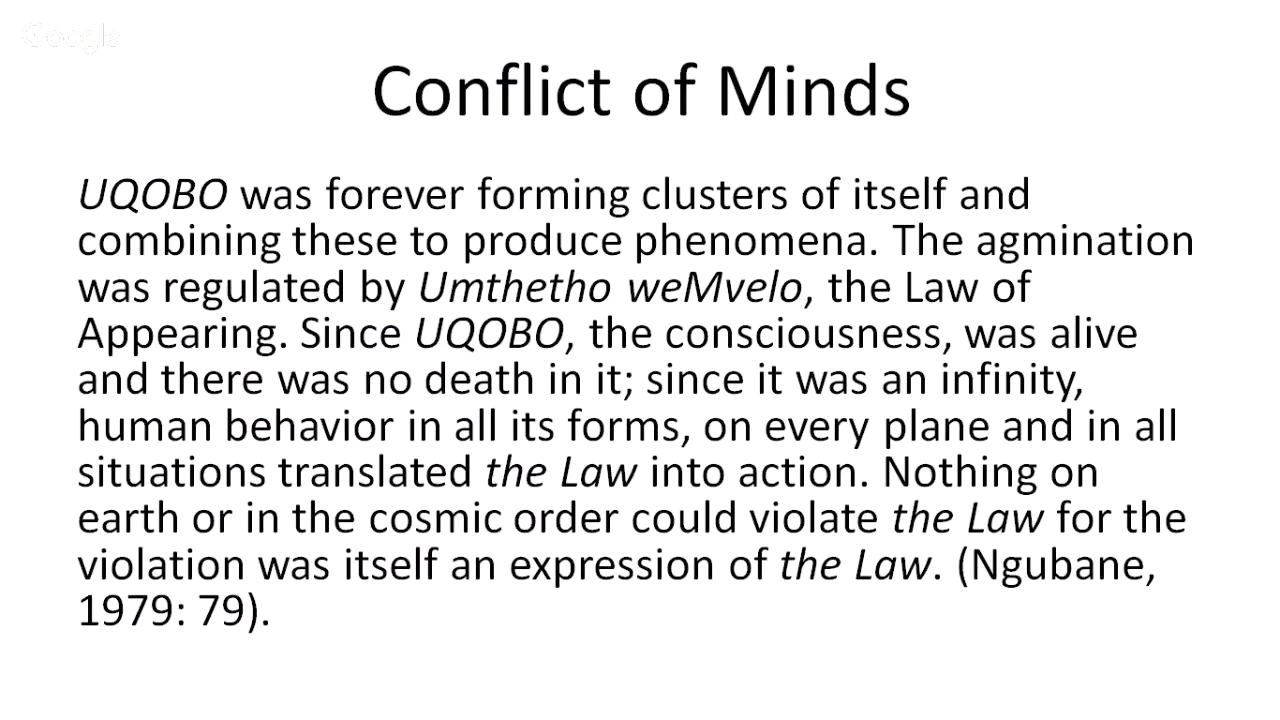 Google
Conflict of Minds
UQOBO was forever forming clusters of itself and
combining these to produce phenomena. The agmination
was regulated by Umthetho weMvelo, the Law of
Appearing. Since UQOBO, the consciousness, was alive
and there was no death in it; since it was an infinity,
human behavior in all its forms, on every plane and in all
situations translated the Law into action. Nothing on
earth or in the cosmic order could violate the Law for the
violation was itself an expression of the Law. (Ngubane,
1979: 79).